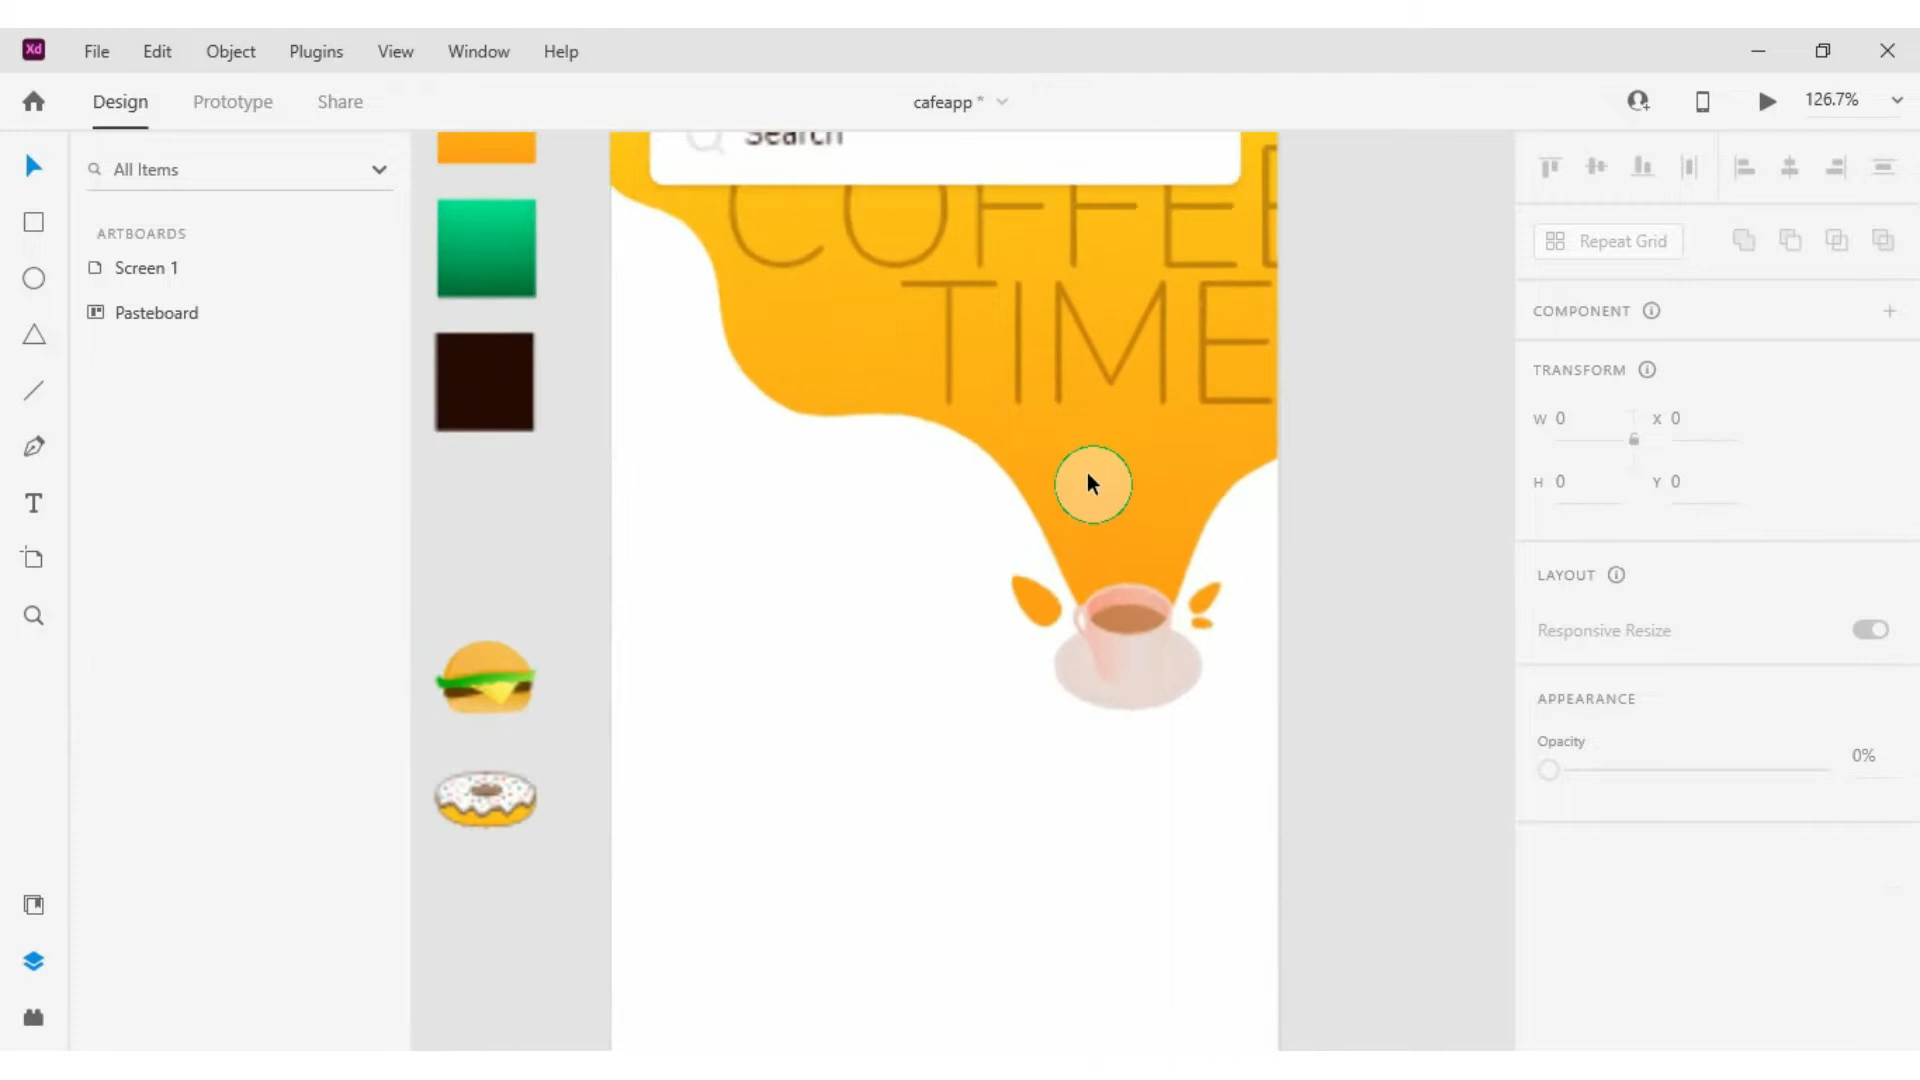 Xd File Edit Object Plugins View Window Help
Design Prototype Share cafeapp * 126.7%
All Items
ARTBOARDS
Screen 1
Pasteboard
Search
COFFEE
TIME
Repeat Grid
COMPONENT
TRANSFORM
W 0 X 0
H 0 Y 0
LAYOUT
Responsive Resize
APPEARANCE
Opacity
0%